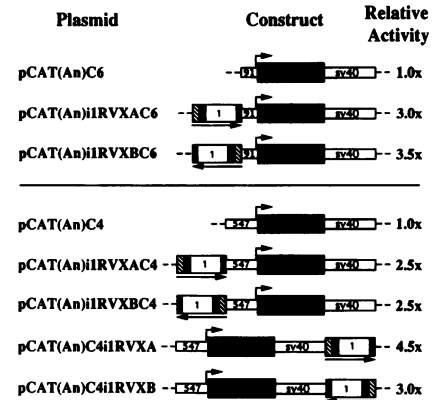 Plasmid Construct Relative Activity
pCAT(An)C6 91 sv40 1.0x
pCAT(An)i1RVXAC6 1 91 sv40 3.0x
pCAT(An)i1RVXBC6 1 91 sv40 3.5x
pCAT(An)C4 547 sv40 1.0x
pCAT(An)i1RVXAC4 1 547 sv40 2.5x
pCAT(An)i1RVXBC4 1 547 sv40 2.5x
pCAT(An)C4i1RVXA 547 sv40 1 4.5x
pCAT(An)C4i1RVXB 547 sv40 1 3.0x